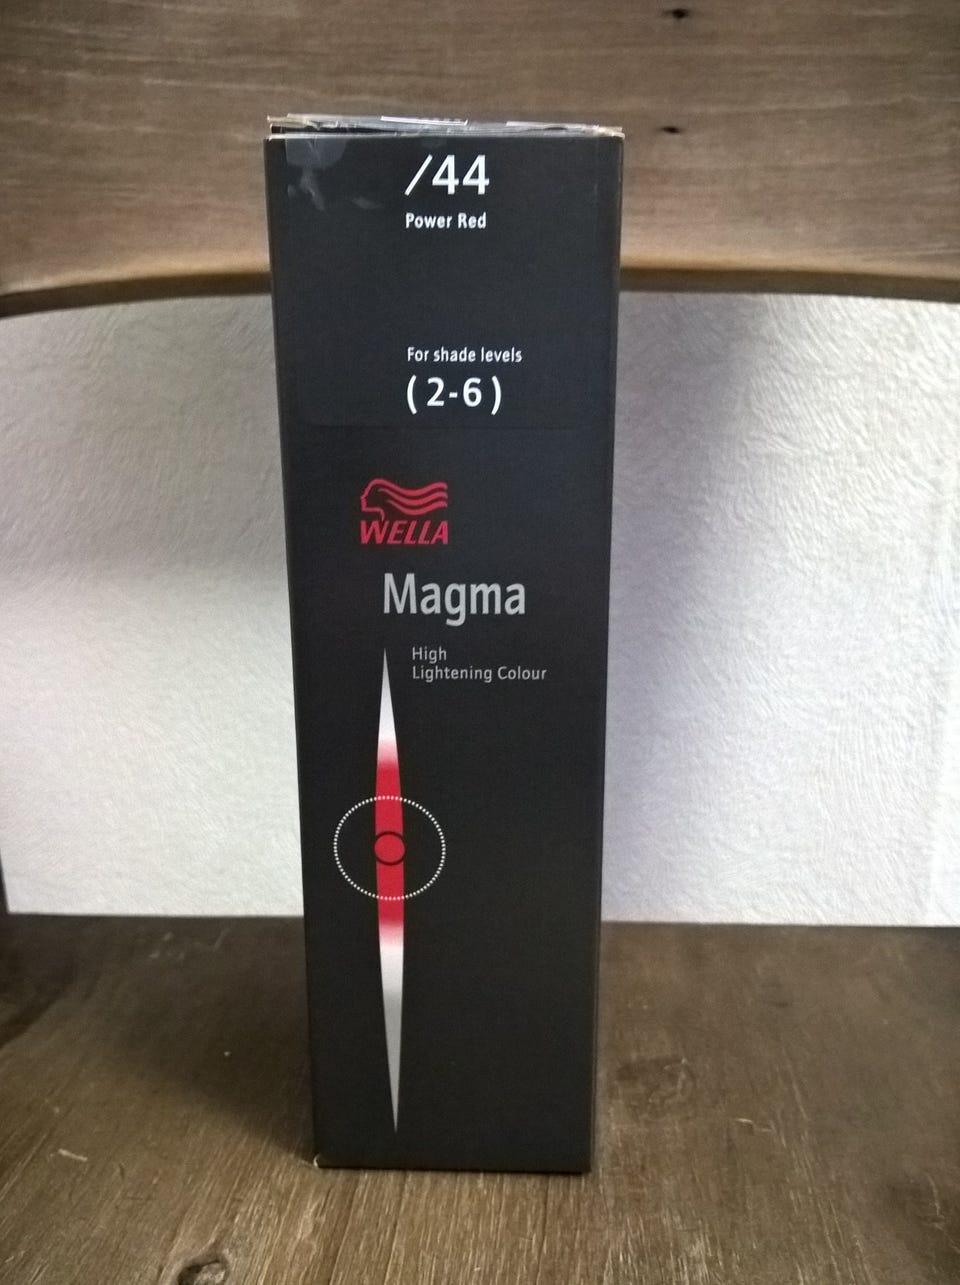 /44
Power Red
For shade levels
(2-6)
WELLA
Magma
High
Lightening Colour